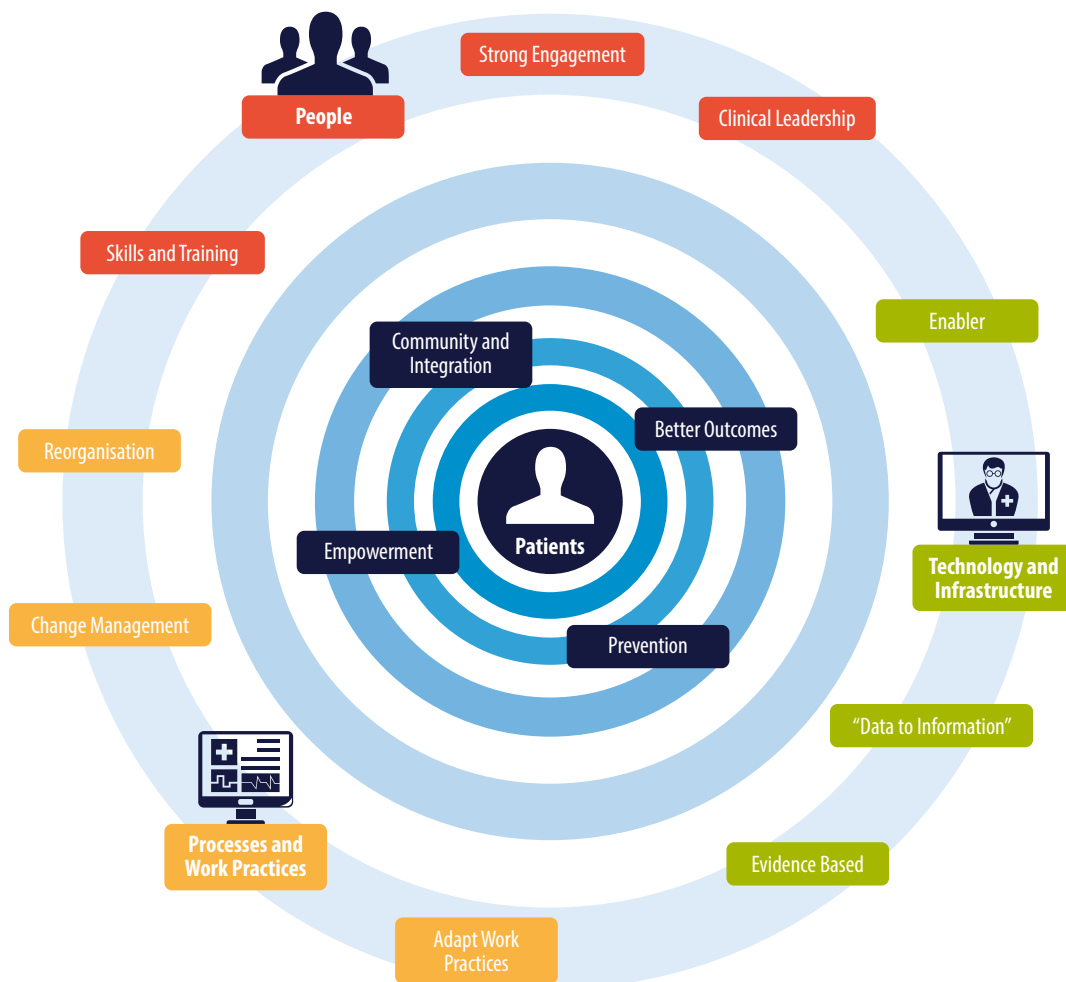 Strong Engagement
People
Clinical Leadership
Skills and Training
Enabler
Community and
Integration
Better Outcomes
Reorganisation
Patients
Empowerment
Technology and
Infrastructure
Change Management
Prevention
“Data to Information”
Processes and
Work Practices
Evidence Based
Adapt Work
Practices